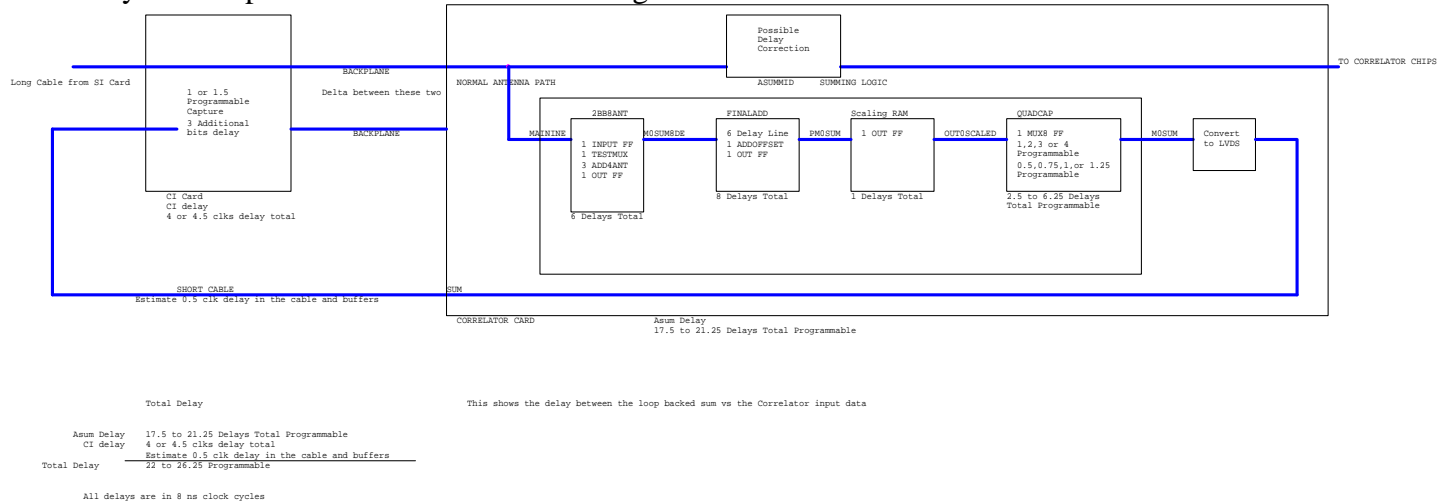 Possible
Delay
Correction
TO CORRELATOR CHIPS
BACKPLANE
Long Cable from SI Card
NORMAL ANTENNA PATH
ASUMMID
SUMMING LOGIC
1 or 1.5
Programmable
Capture
3 Additional
bits delay
Delta between these two
BACKPLANE
2BB8ANT
FINALADD
Scaling RAM
QUADCAP
MAININE
1 INPUT FF
1 TESTMUX
3 ADD4ANT
1 OUT FF
M0SUM8DE
6 Delay Line
1 ADDOFFSET
1 OUT FF
PM0SUM
1 OUT FF
OUT0SCALED
1 MUX8 FF
1,2,3 or 4
Programmable
0.5,0.75,1,or 1.25
Programmable
M0SUM
Convert
to LVDS
CI Card
CI delay
4 or 4.5 clks delay total
6 Delays Total
8 Delays Total
1 Delays Total
2.5 to 6.25 Delays
Total Programmable
SHORT CABLE
SUM
Estimate 0.5 clk delay in the cable and buffers
CORRELATOR CARD
Asum Delay
17.5 to 21.25 Delays Total Programmable
Total Delay
This shows the delay between the loop backed sum vs the Correlator input data
Asum Delay 17.5 to 21.25 Delays Total Programmable
CI delay 4 or 4.5 clks delay total
Estimate 0.5 clk delay in the cable and buffers
Total Delay 22 to 26.25 Programmable
All delays are in 8 ns clock cycles